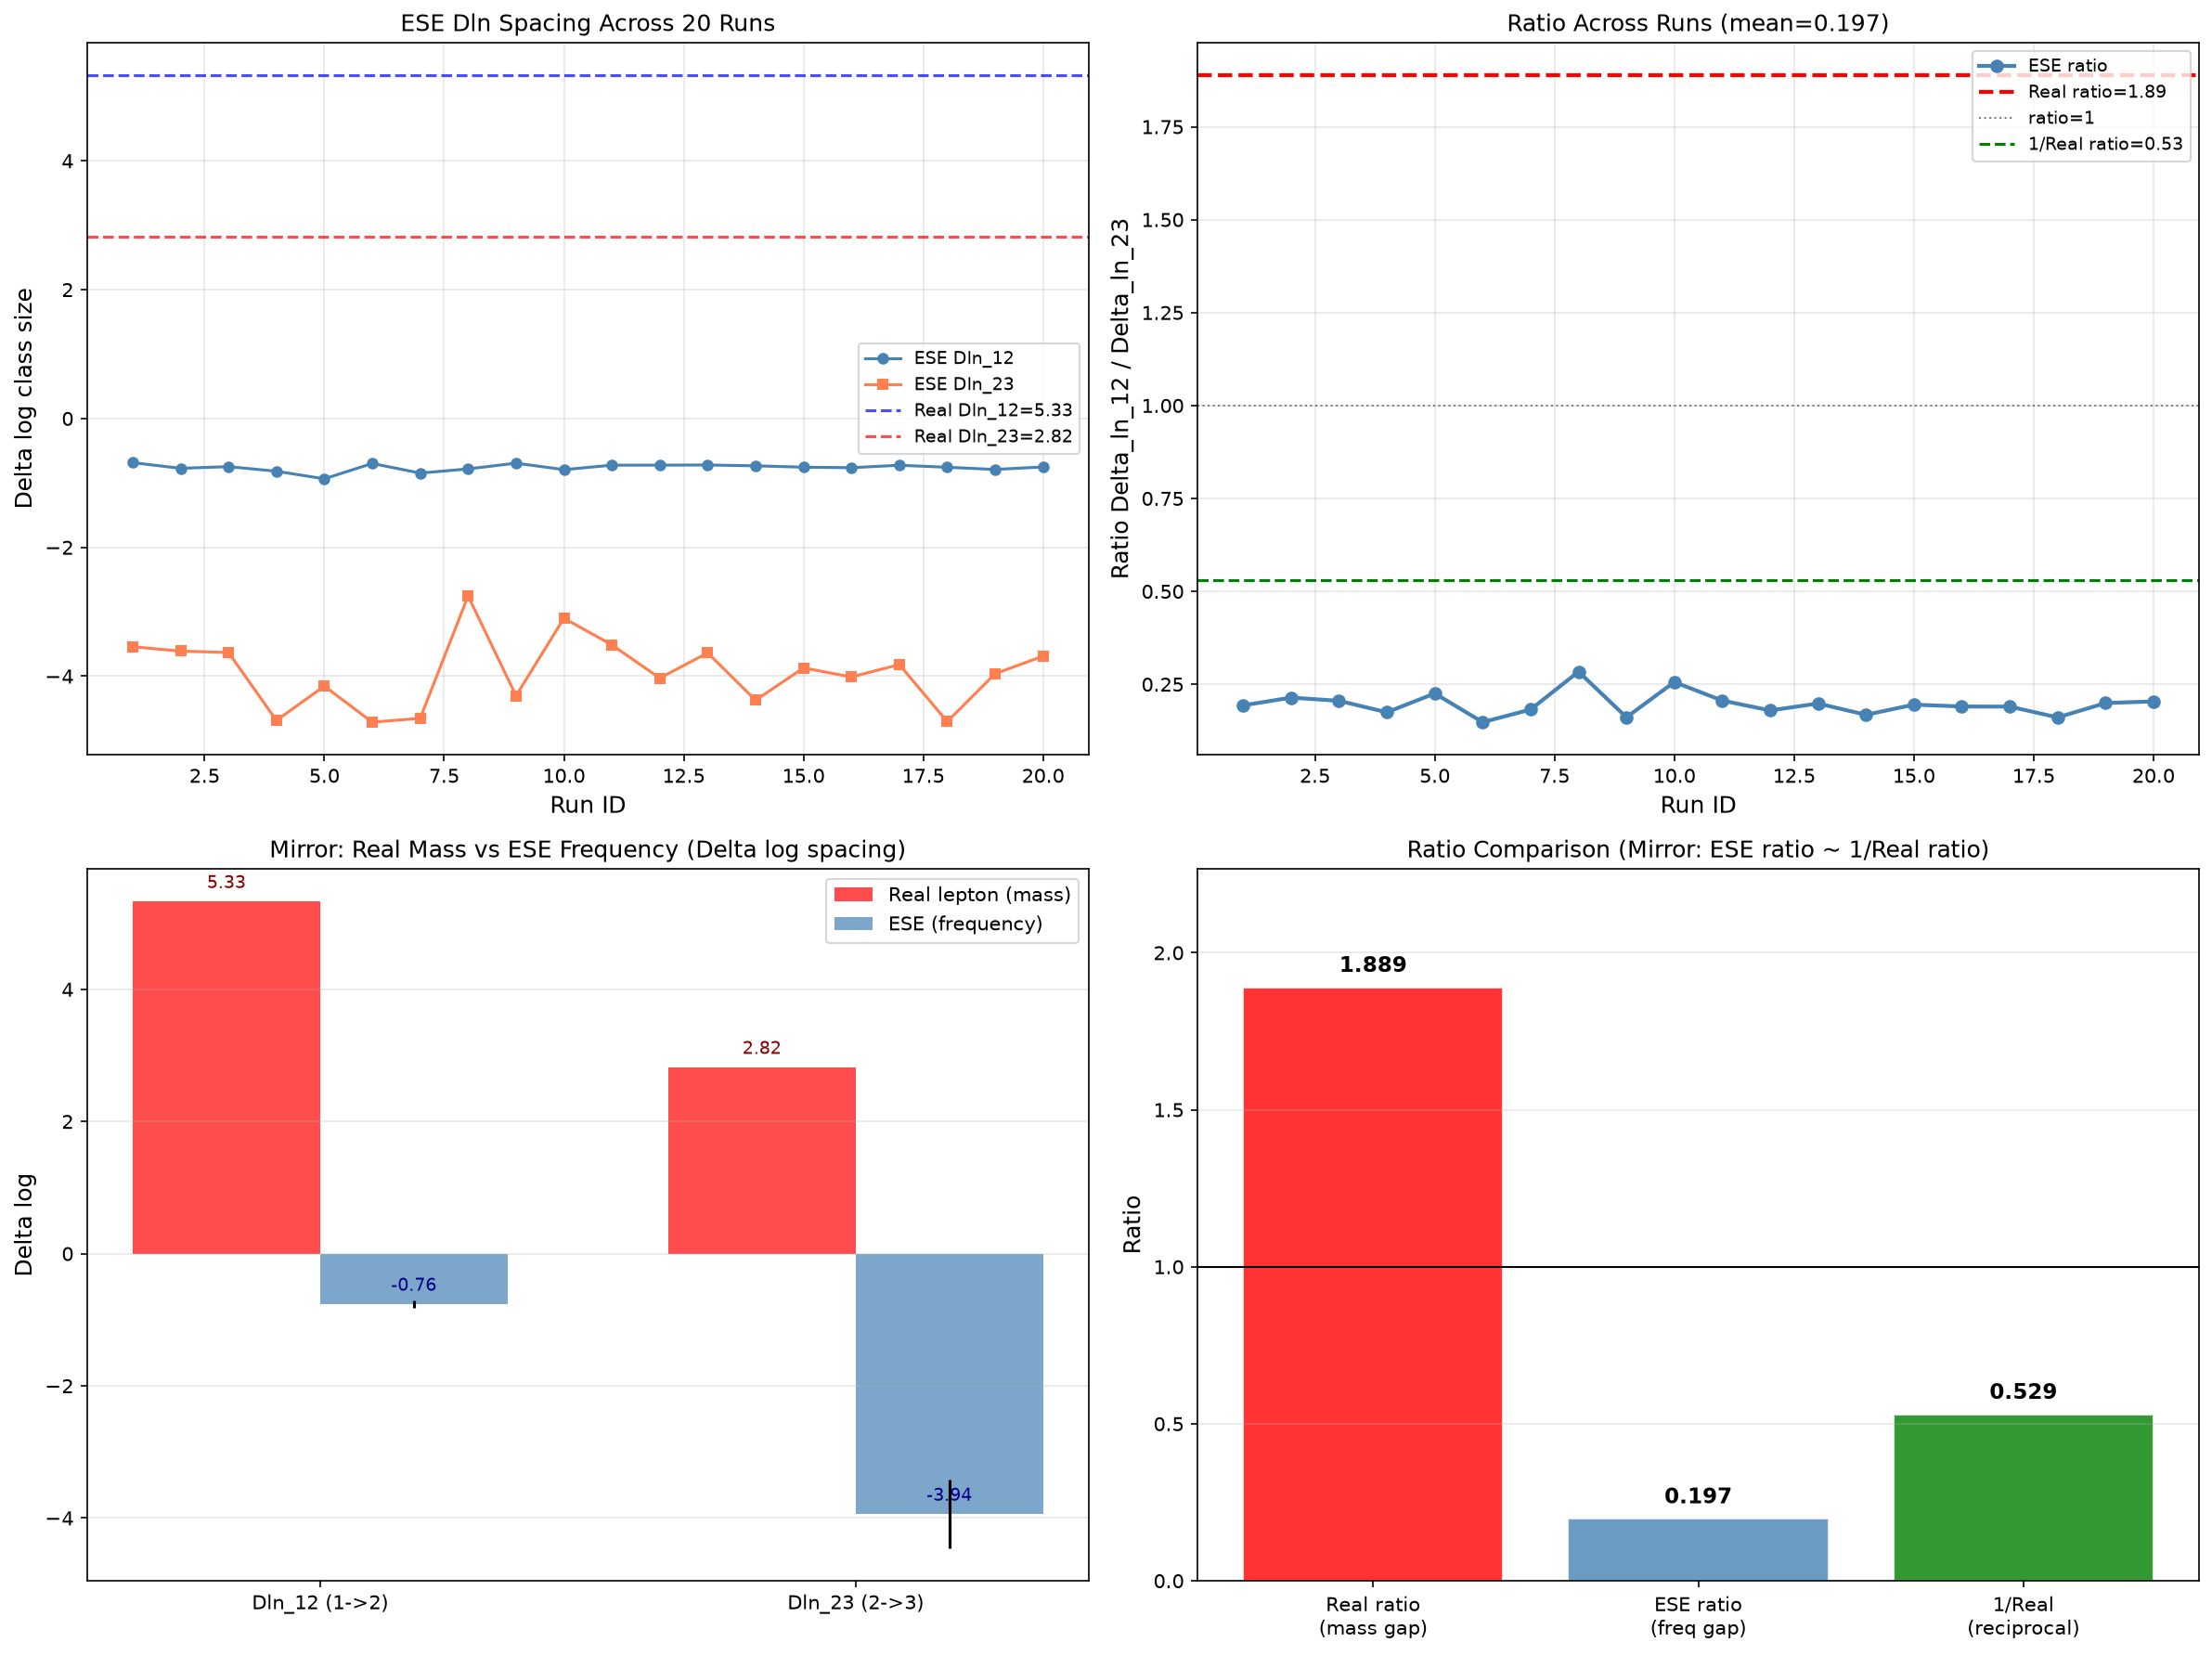 ESE Dln Spacing Across 20 Runs
Delta log class size
4
2
0
−2
−4
ESE Dln_12
ESE Dln_23
Real Dln_12=5.33
Real Dln_23=2.82
2.5 5.0 7.5 10.0 12.5 15.0 17.5 20.0
Run ID
Ratio Across Runs (mean=0.197)
Ratio Delta_ln_12 / Delta_ln_23
1.75
1.50
1.25
1.00
0.75
0.50
0.25
ESE ratio
Real ratio=1.89
ratio=1
1/Real ratio=0.53
2.5 5.0 7.5 10.0 12.5 15.0 17.5 20.0
Run ID
Mirror: Real Mass vs ESE Frequency (Delta log spacing)
Delta log
4
2
0
−2
−4
Real lepton (mass)
ESE (frequency)
5.33
-0.76
2.82
-3.94
Dln_12 (1->2) Dln_23 (2->3)
Ratio Comparison (Mirror: ESE ratio ~ 1/Real ratio)
Ratio
2.0
1.5
1.0
0.5
0.0
1.889
0.197
0.529
Real ratio
(mass gap)
ESE ratio
(freq gap)
1/Real
(reciprocal)